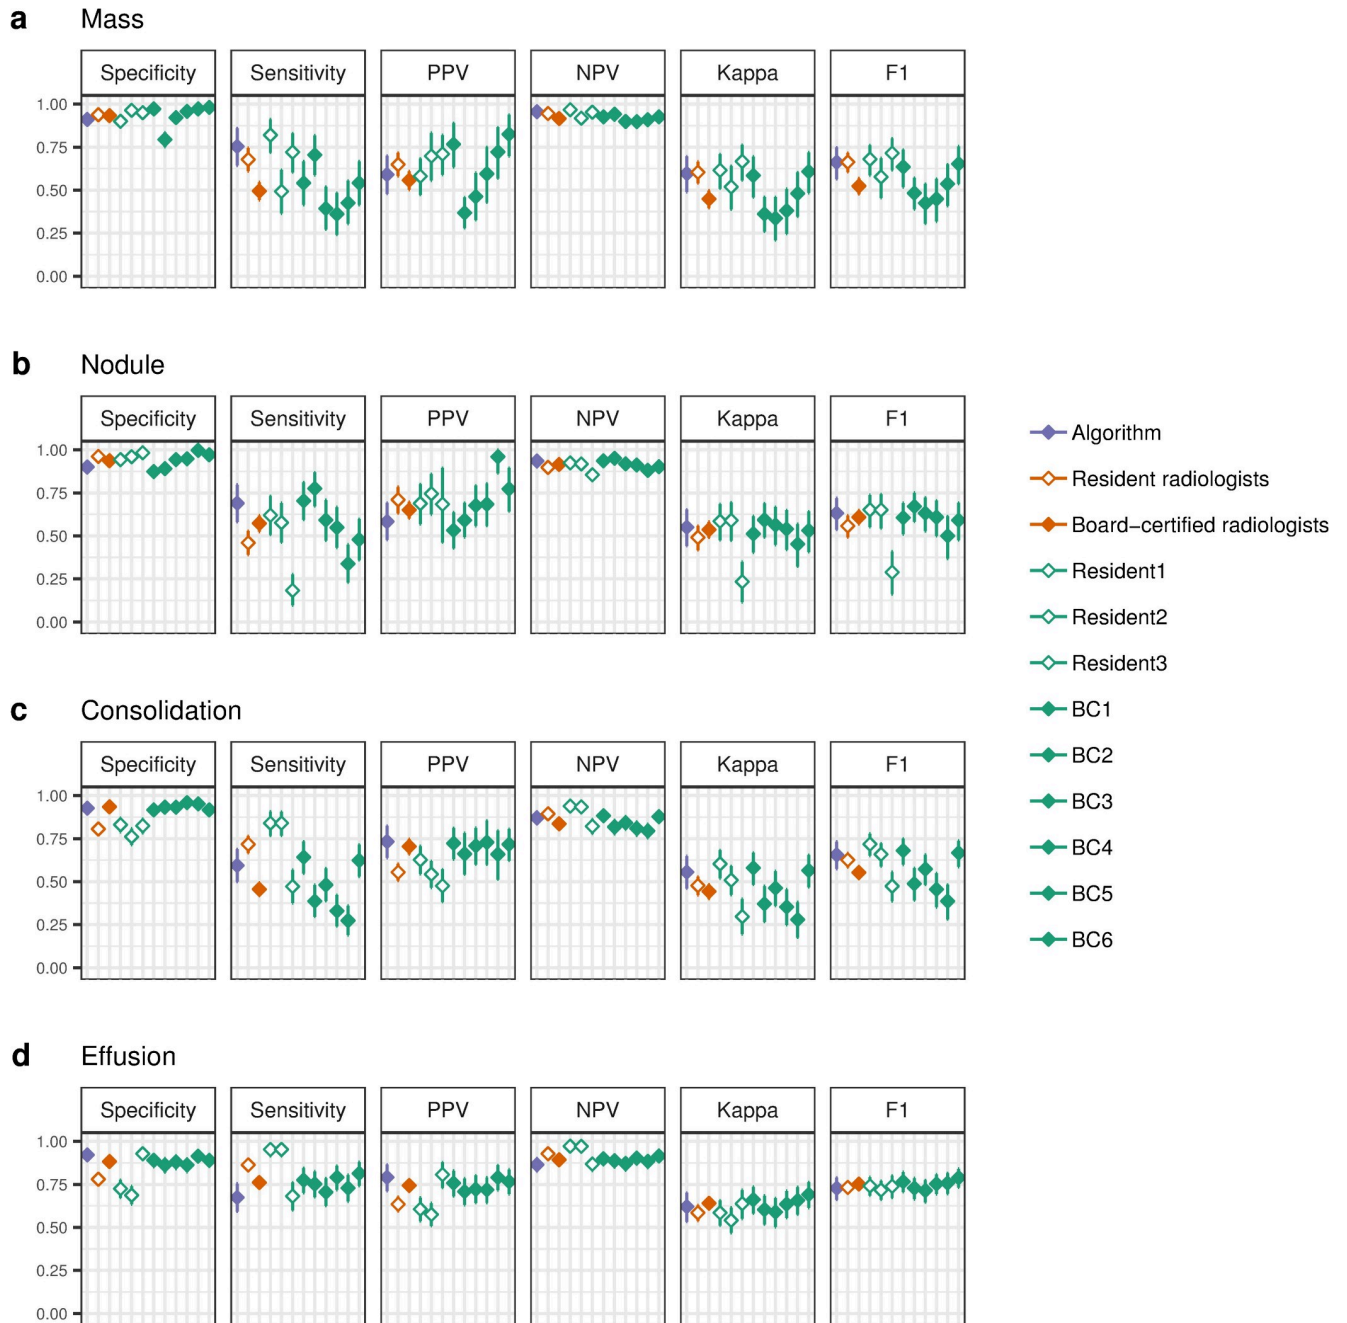 a Mass
Specificity Sensitivity PPV NPV Kappa F1
1.00
0.75
0.50
0.25
0.00
b Nodule
Specificity Sensitivity PPV NPV Kappa F1
1.00
0.75
0.50
0.25
0.00
c Consolidation
Specificity Sensitivity PPV NPV Kappa F1
1.00
0.75
0.50
0.25
0.00
d Effusion
Specificity Sensitivity PPV NPV Kappa F1
1.00
0.75
0.50
0.25
0.00
Algorithm
Resident radiologists
Board−certified radiologists
Resident1
Resident2
Resident3
BC1
BC2
BC3
BC4
BC5
BC6